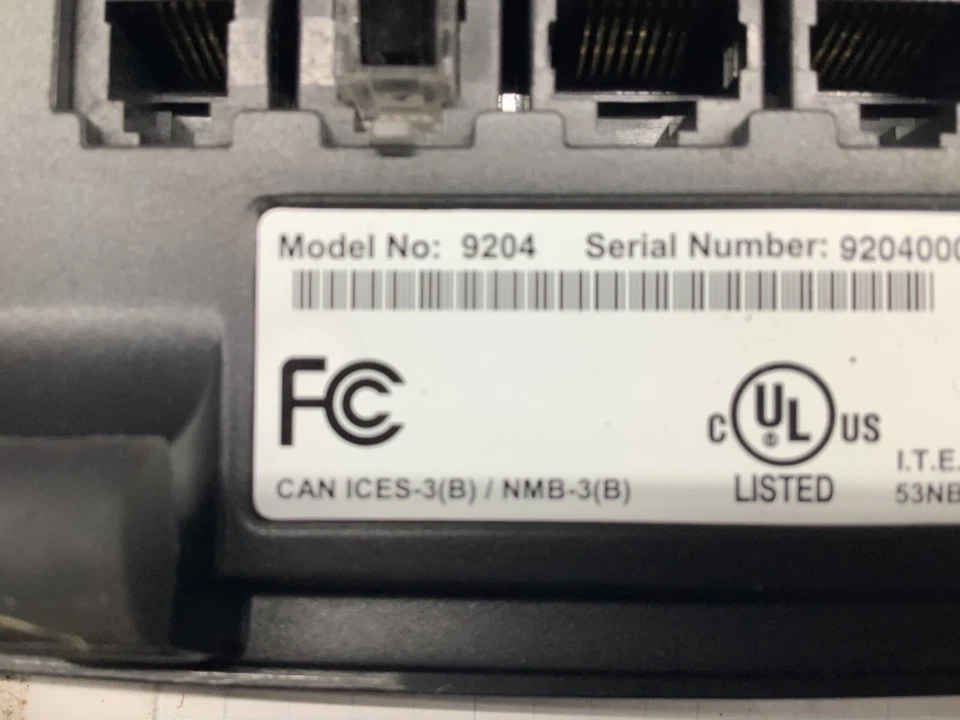 Model No: 9204 Serial Number: 9204000
FC
C UL US
®
LISTED
I.T.E.
CAN ICES-3(B) / NMB-3(B)
53NB